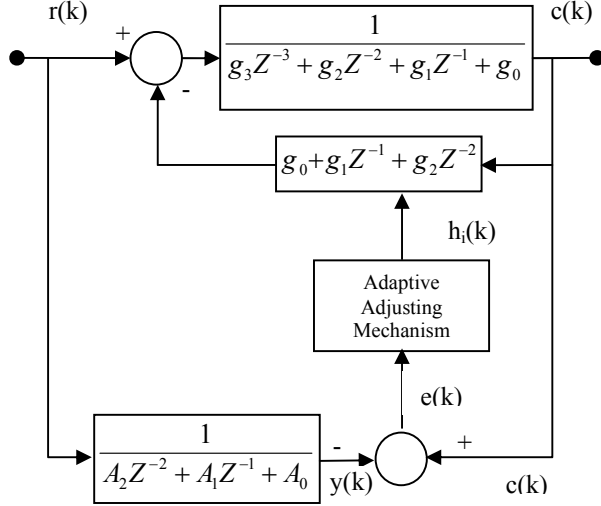 r(k)
c(k)
+
-
1
g₃Z⁻³ + g₂Z⁻² + g₁Z⁻¹ + g₀
g₀+g₁Z⁻¹ + g₂Z⁻²
hᵢ(k)
Adaptive
Adjusting
Mechanism
e(k)
1
A₂Z⁻² + A₁Z⁻¹ + A₀
-
+
y(k)
c(k)